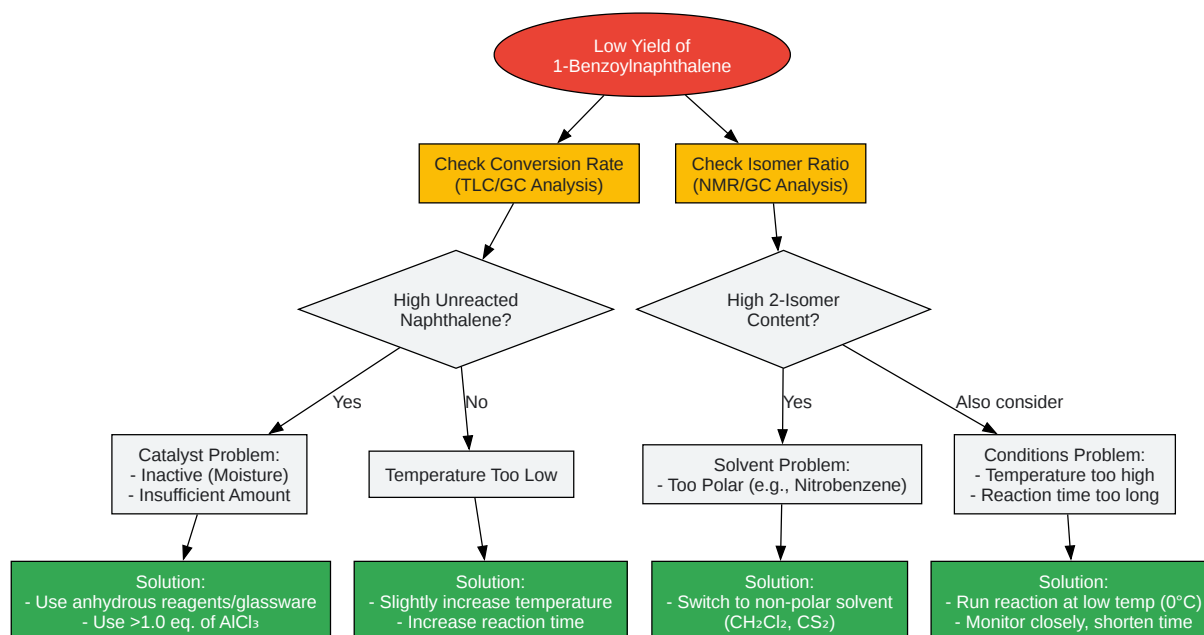 Low Yield of
1-Benzoylnaphthalene
Check Conversion Rate
(TLC/GC Analysis)
Check Isomer Ratio
(NMR/GC Analysis)
High Unreacted
Naphthalene?
High 2-Isomer
Content?
Yes
No
Yes
Also consider
Catalyst Problem:
- Inactive (Moisture)
- Insufficient Amount
Temperature Too Low
Solvent Problem:
- Too Polar (e.g., Nitrobenzene)
Conditions Problem:
- Temperature too high
- Reaction time too long
Solution:
- Use anhydrous reagents/glassware
- Use >1.0 eq. of AlCl₃
Solution:
- Slightly increase temperature
- Increase reaction time
Solution:
- Switch to non-polar solvent
(CH₂Cl₂, CS₂)
Solution:
- Run reaction at low temp (0°C)
- Monitor closely, shorten time